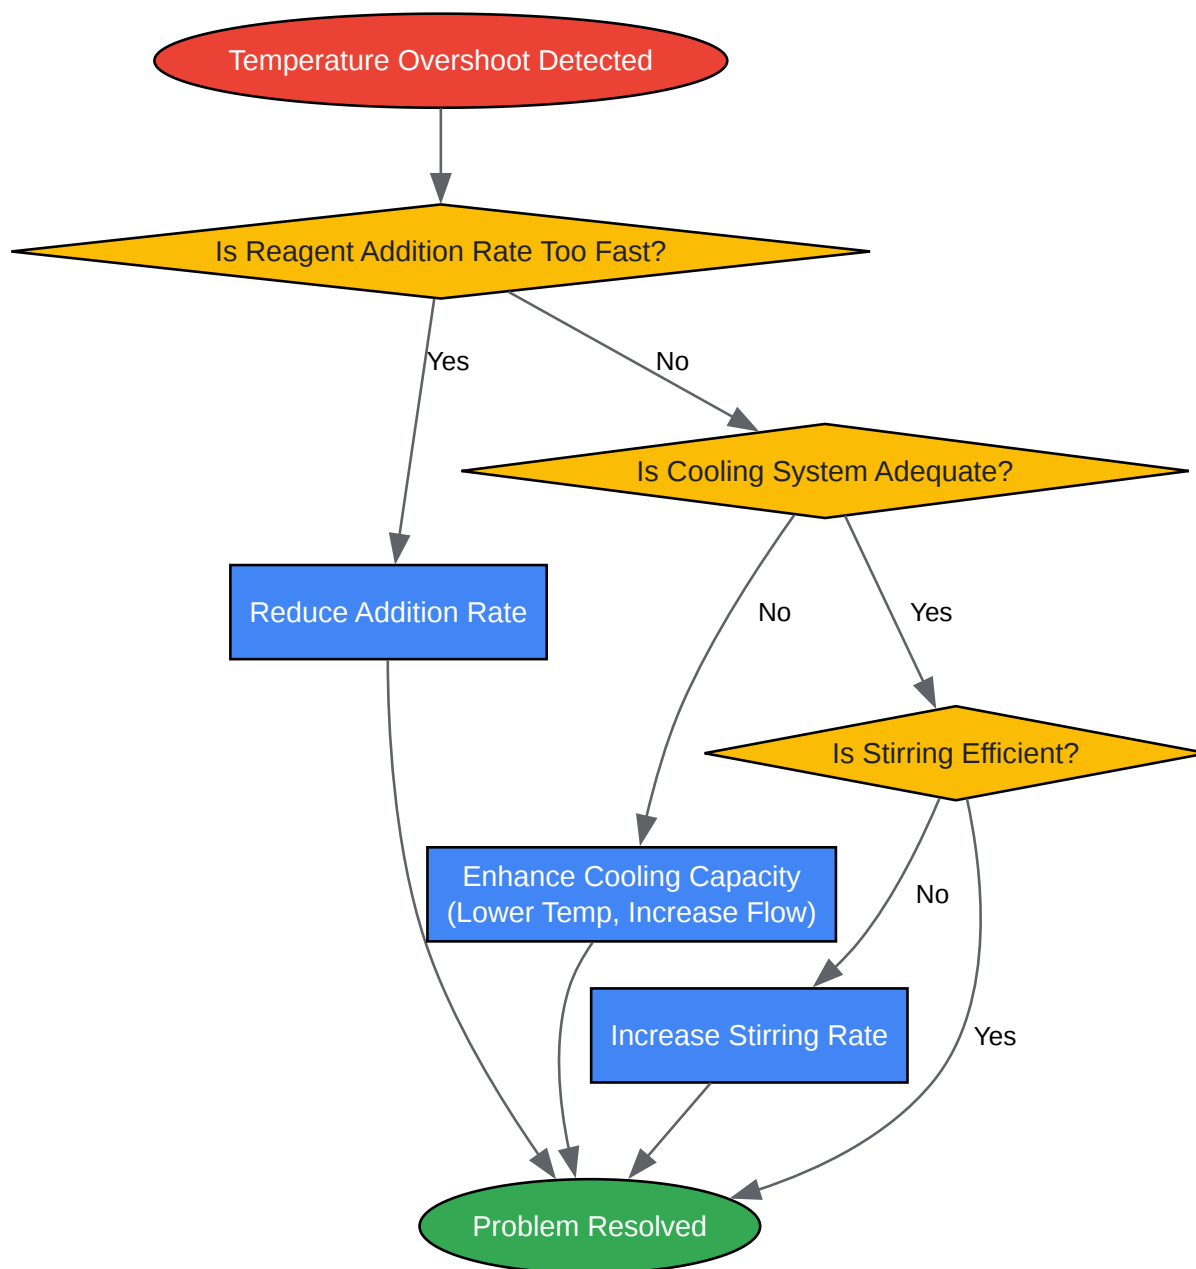 Temperature Overshoot Detected
Is Reagent Addition Rate Too Fast?
Yes
No
Is Cooling System Adequate?
Reduce Addition Rate
No
Yes
Is Stirring Efficient?
Enhance Cooling Capacity
(Lower Temp, Increase Flow)
No
Increase Stirring Rate
Yes
Problem Resolved